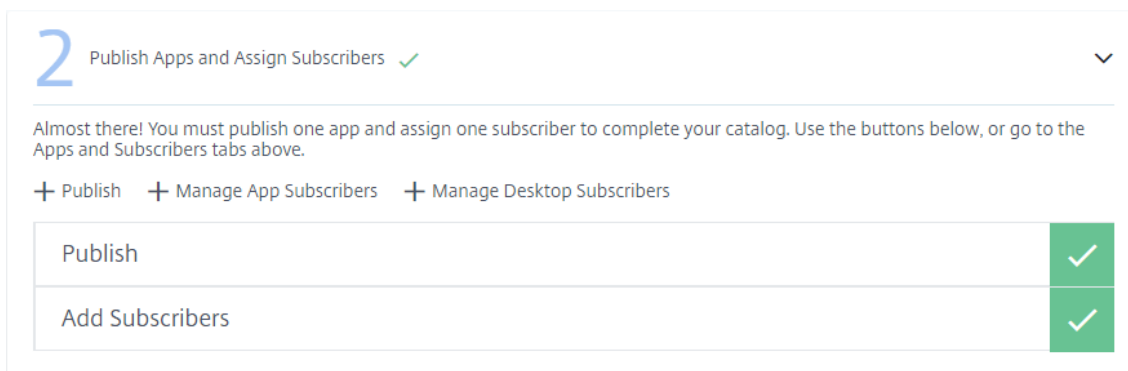 2 Publish Apps and Assign Subscribers
Almost there! You must publish one app and assign one subscriber to complete your catalog. Use the buttons below, or go to the
Apps and Subscribers tabs above.
+ Publish + Manage App Subscribers + Manage Desktop Subscribers
Publish
Add Subscribers